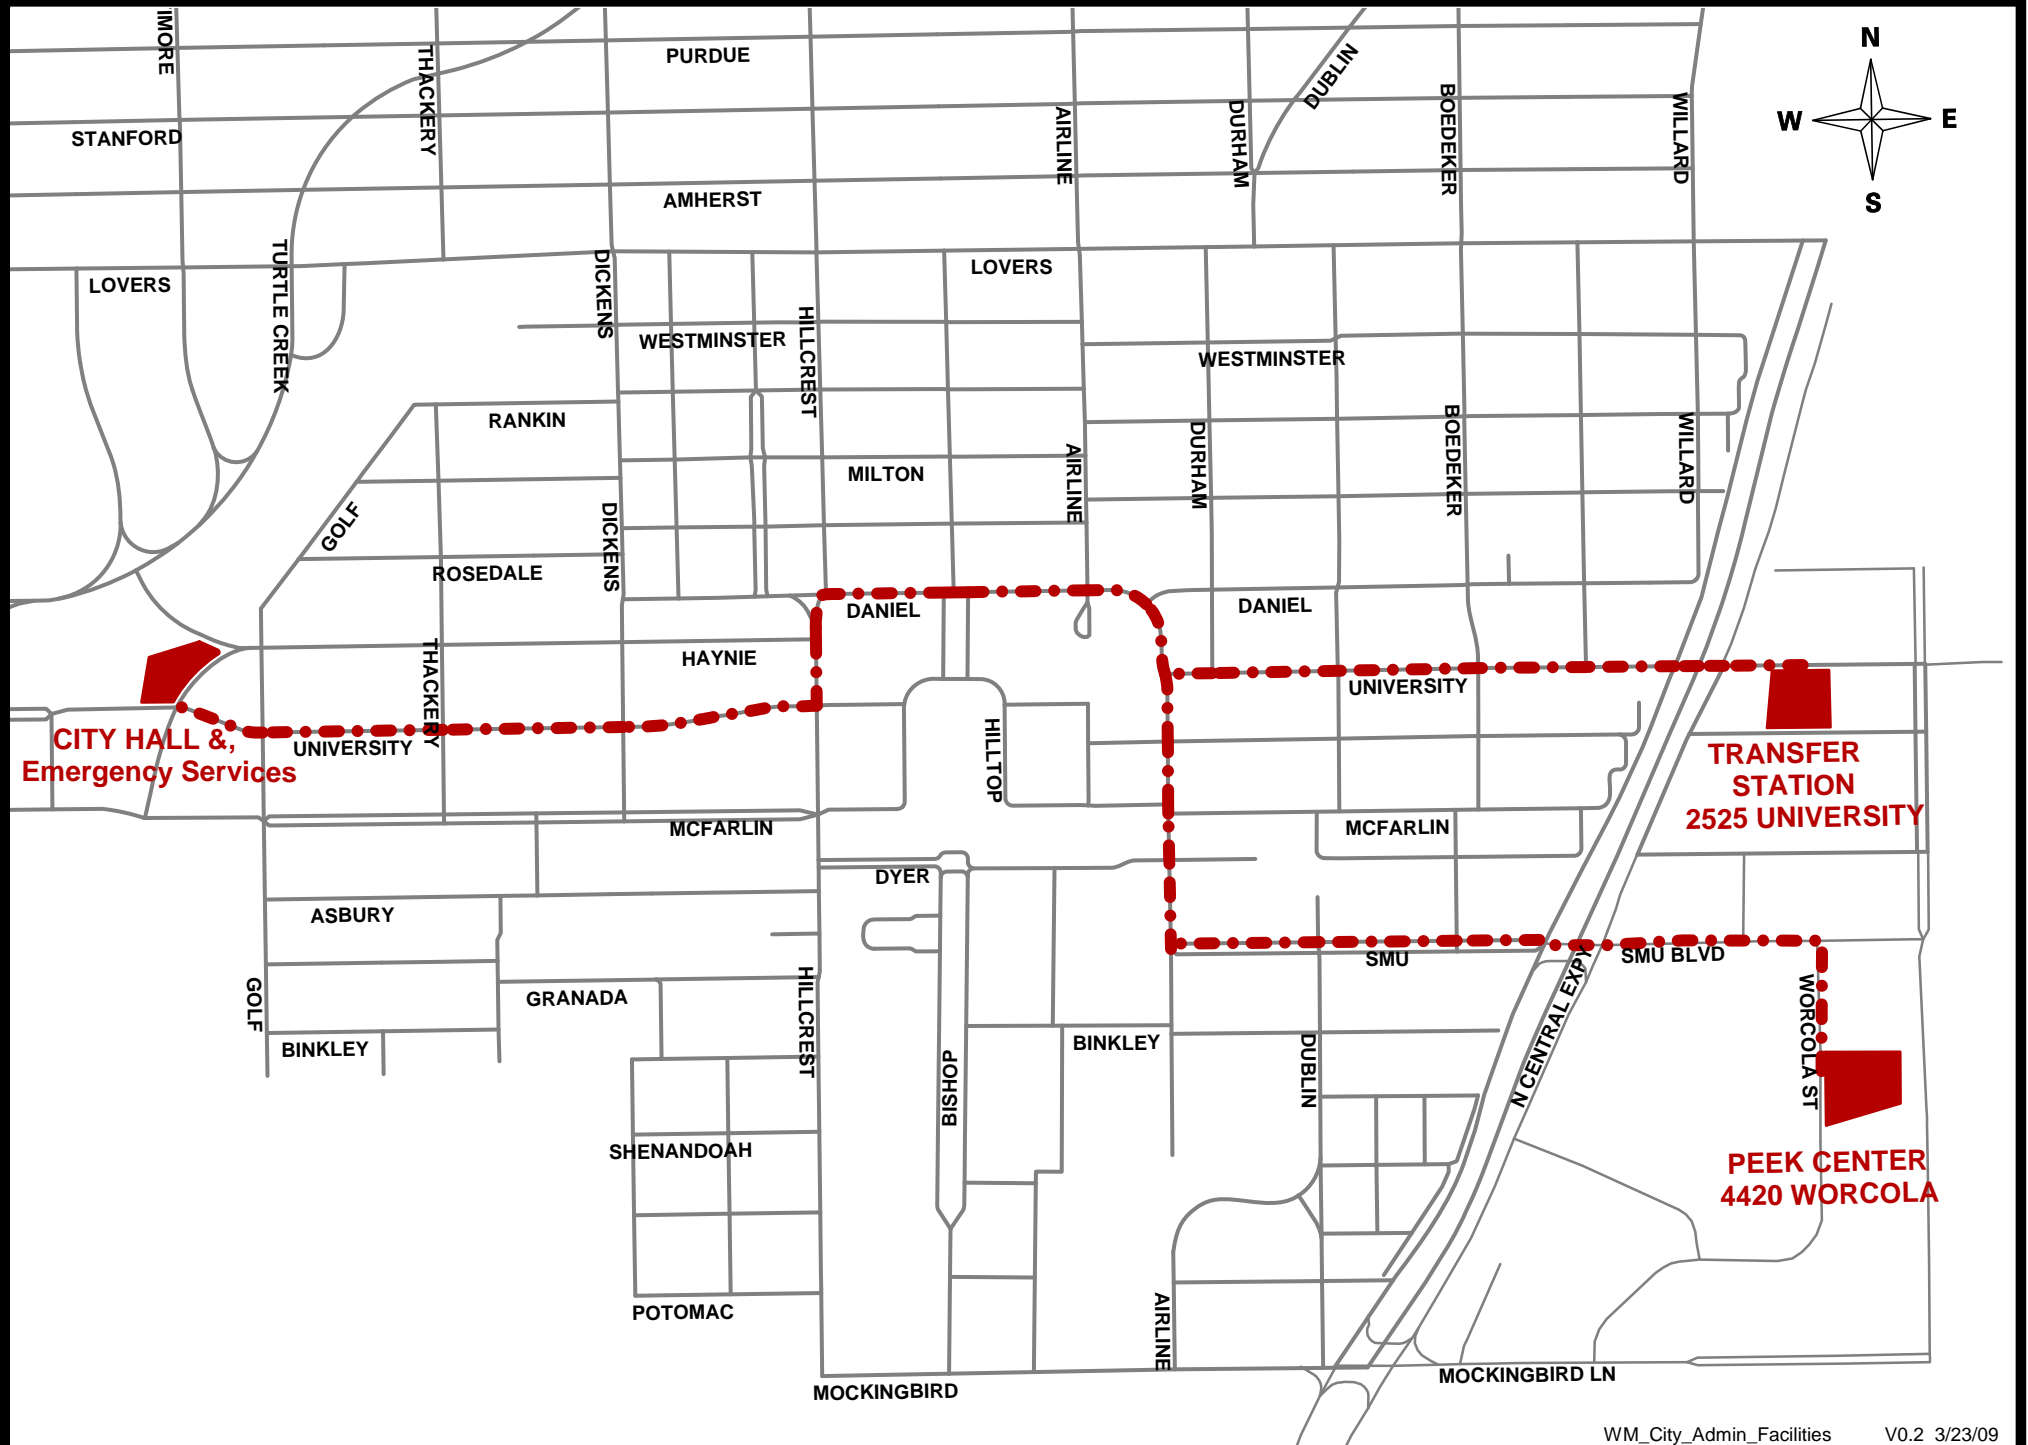 IMORE
THACKERY
PURDUE
DUBLIN
N
W
E
S
STANFORD
AIRLINE
DURHAM
BOEDEKER
WILLARD
AMHERST
TURTLE CREEK
DICKENS
LOVERS
LOVERS
WESTMINSTER
HILLCREST
WESTMINSTER
RANKIN
GOLF
MILTON
AIRLINE
DURHAM
BOEDEKER
WILLARD
DICKENS
ROSEDALE
DANIEL
DANIEL
THACKERY
HAYNIE
UNIVERSITY
CITY HALL &,
Emergency Services
UNIVERSITY
HILLTOP
TRANSFER
STATION
2525 UNIVERSITY
MCFARLIN
MCFARLIN
DYER
ASBURY
GOLF
GRANADA
HILLCREST
SMU
SMU BLVD
N CENTRAL EXPY
WORCOLA ST
BINKLEY
BISHOP
BINKLEY
DUBLIN
SHENANDOAH
PEEK CENTER
4420 WORCOLA
POTOMAC
AIRLINE
MOCKINGBIRD
MOCKINGBIRD LN
WM_City_Admin_Facilities V0.2 3/23/09